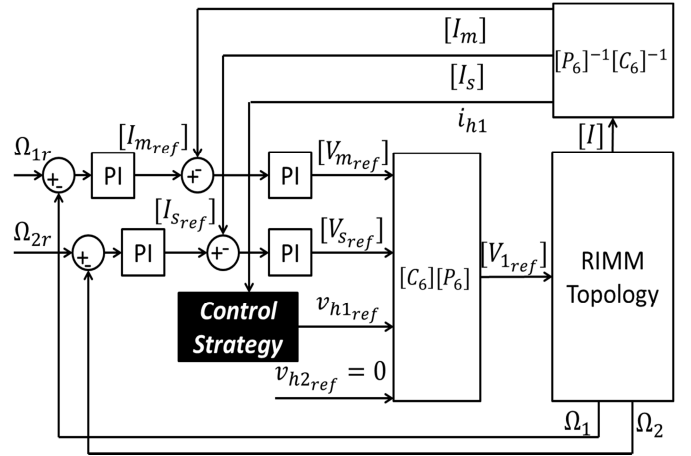 [I_m]
[P_6]^{-1}[C_6]^{-1}
[I_s]
i_{h1}
[I]
Ω_{1r}
[I_{m_{ref}}]
[V_{m_{ref}}]
+-
PI
+-
PI
[I_{s_{ref}}]
Ω_{2r}
[V_{s_{ref}}]
+-
PI
+-
PI
[C_6][P_6]
[V_{1_{ref}}]
RIMM
Topology
Control
Strategy
v_{h1_{ref}}
v_{h2_{ref}} = 0
Ω_1
Ω_2